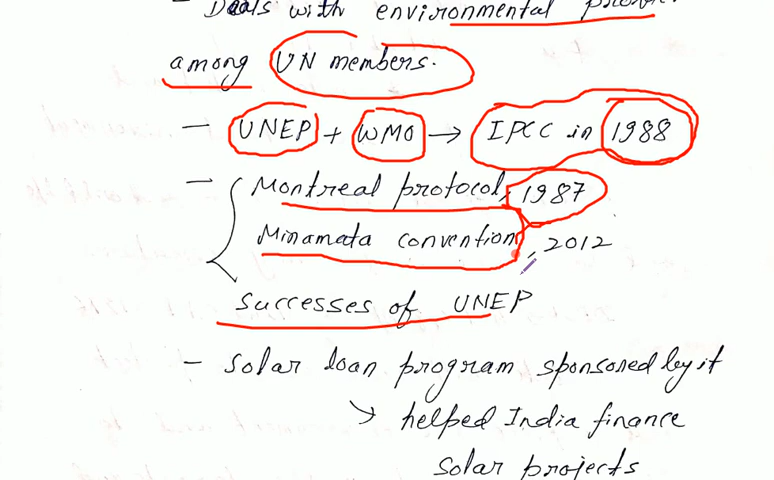 - Deals with environmental
among UN members.
- UNEP + WMO → IPCC in 1988
- Montreal protocol, 1987
Minamata convention, 2012
Successes of UNEP
- Solar loan program sponsored by it
→ helped India finance
solar projects